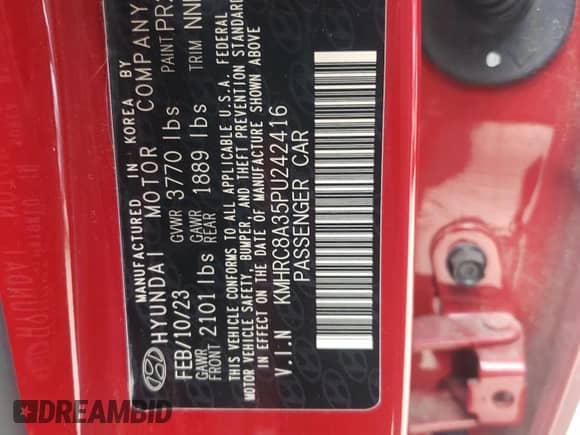 MANUFACTURED IN KOREA BY
HYUNDAI MOTOR COMPANY
FEB/10/23 GVWR 3770 lbs PAINT
GAWR FRONT 2101 lbs GAWR REAR 1889 lbs TRIM
THIS VEHICLE CONFORMS TO ALL APPLICABLE U.S.A. FEDERAL
MOTOR VEHICLE SAFETY, BUMPER, AND THEFT PREVENTION STANDARDS
IN EFFECT ON THE DATE OF MANUFACTURE SHOWN ABOVE
V.I.N KMHRC8A35PU242416
PASSENGER CAR
DREAMBID